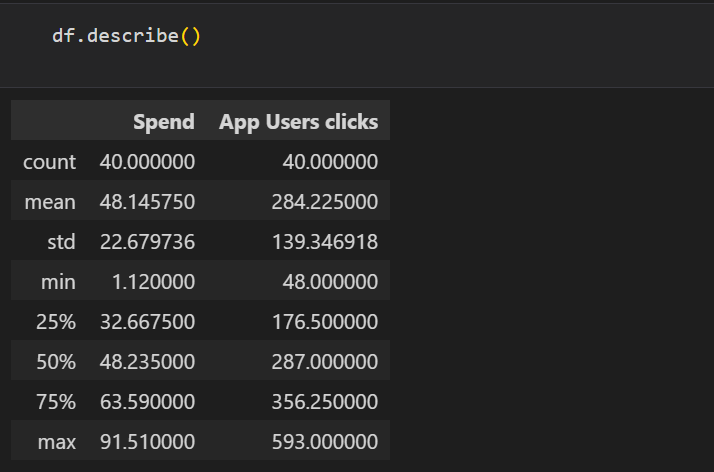 df.describe()
Spend App Users clicks
count 40.000000 40.000000
mean 48.145750 284.225000
std 22.679736 139.346918
min 1.120000 48.000000
25% 32.667500 176.500000
50% 48.235000 287.000000
75% 63.590000 356.250000
max 91.510000 593.000000